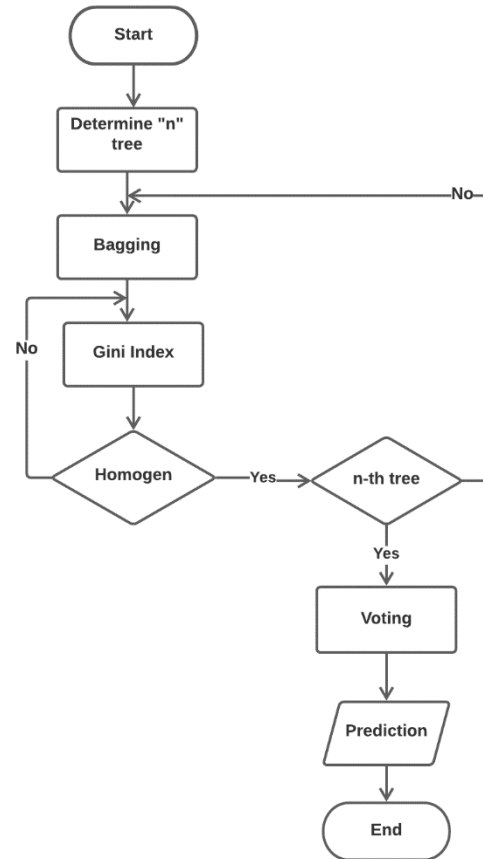 Start
Determine "n"
tree
No
Bagging
No
Gini Index
Homogen
Yes
n-th tree
Yes
Voting
Prediction
End